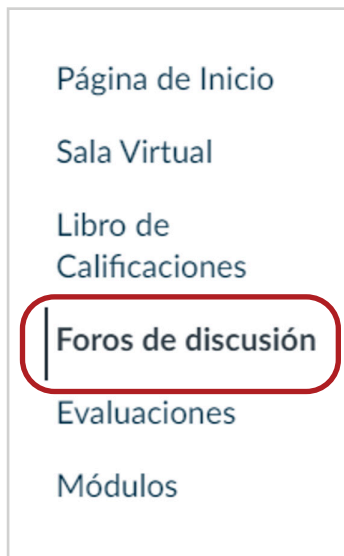 Página de Inicio
Sala Virtual
Libro de
Calificaciones
Foros de discusión
Evaluaciones
Módulos